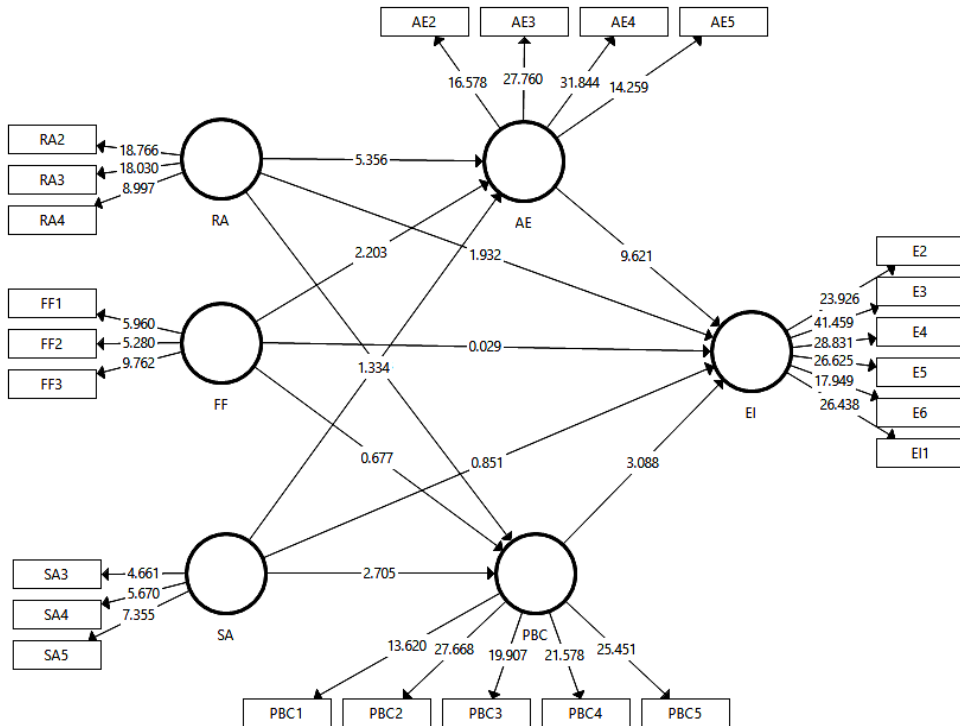 AE2 AE3 AE4 AE5
16.578 27.760 31.844 14.259
RA2
RA3
RA4
18.766
18.030
8.997
RA
5.356
AE
2.203
1.932
9.621
FF1
FF2
FF3
5.960
5.280
9.762
FF
0.029
1.334
EI
E2
E3
E4
E5
E6
EI1
23.926
41.459
28.831
26.625
17.949
26.438
0.677
0.851
3.088
SA3
SA4
SA5
4.661
5.670
7.355
SA
2.705
PBC
13.620 27.668 19.907 21.578 25.451
PBC1 PBC2 PBC3 PBC4 PBC5